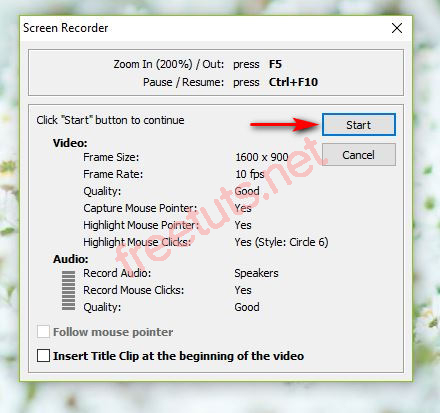 Screen Recorder
Zoom In (200%) / Out: press F5
Pause / Resume: press Ctrl+F10
Click "Start" button to continue
Start
Cancel
Video:
Frame Size: 1600 x 900
Frame Rate: 10 fps
Quality: Good
Capture Mouse Pointer: Yes
Highlight Mouse Pointer: Yes
Highlight Mouse Clicks: Yes (Style: Circle 6)
Audio:
Record Audio: Speakers
Record Mouse Clicks: Yes
Quality: Good
Follow mouse pointer
Insert Title Clip at the beginning of the video
freetuts.net